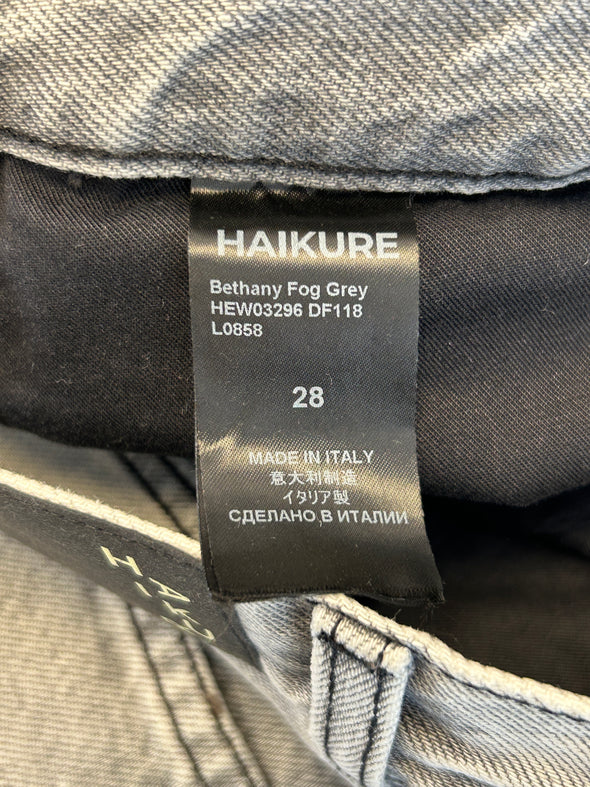 HAIKURE
Bethany Fog Grey
HEW03296 DF118
L0858
28
MADE IN ITALY
意大利制造
イタリア製
СДЕЛАНО В ИТАЛИИ